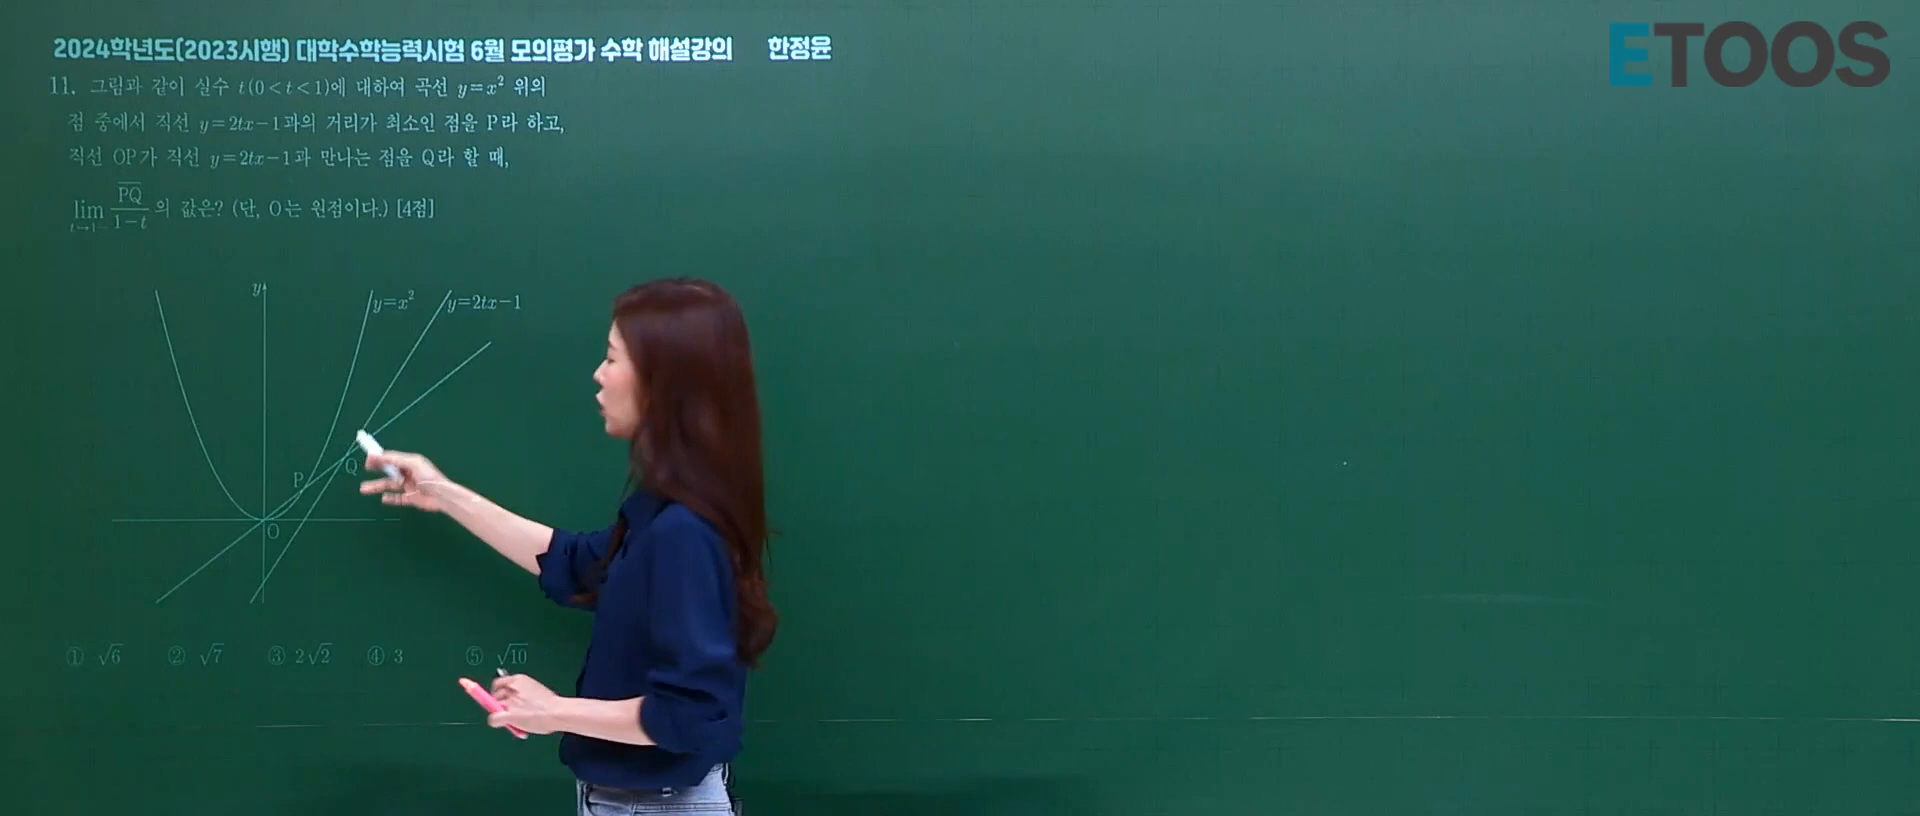 2024학년도(2023시행) 대학수학능력시험 6월 모의평가 수학 해설강의 한정윤
ETOOS
11. 그림과 같이 실수 t(0<t<1)에 대하여 곡선 y=x² 위의
점 중에서 직선 y=2tx-1과의 거리가 최소인 점을 P라 하고,
직선 OP가 직선 y=2tx-1과 만나는 점을 Q라 할 때,
lim t→1- PQ/1-t 의 값은? (단, O는 원점이다.) [4점]
y
y=x²
y=2tx-1
Q
P
O
① √6 ② √7 ③ 2√2 ④ 3 ⑤ √10